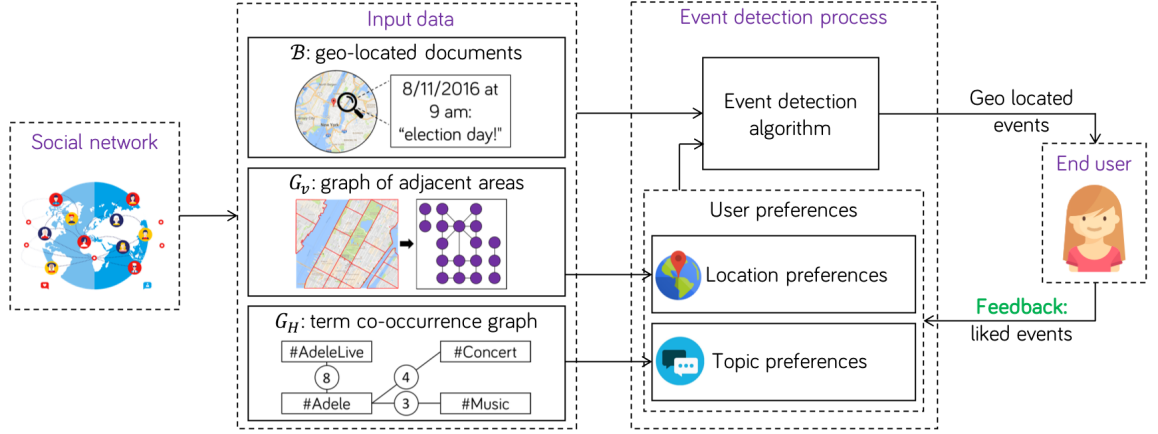 Social network
Input data
ℬ: geo-located documents
8/11/2016 at
9 am:
“election day!"
New York
G_v: graph of adjacent areas
G_H: term co-occurrence graph
#AdeleLive
#Concert
8
4
#Adele
3
#Music
Event detection process
Event detection
algorithm
User preferences
Location preferences
Topic preferences
Geo located
events
End user
Feedback:
liked events